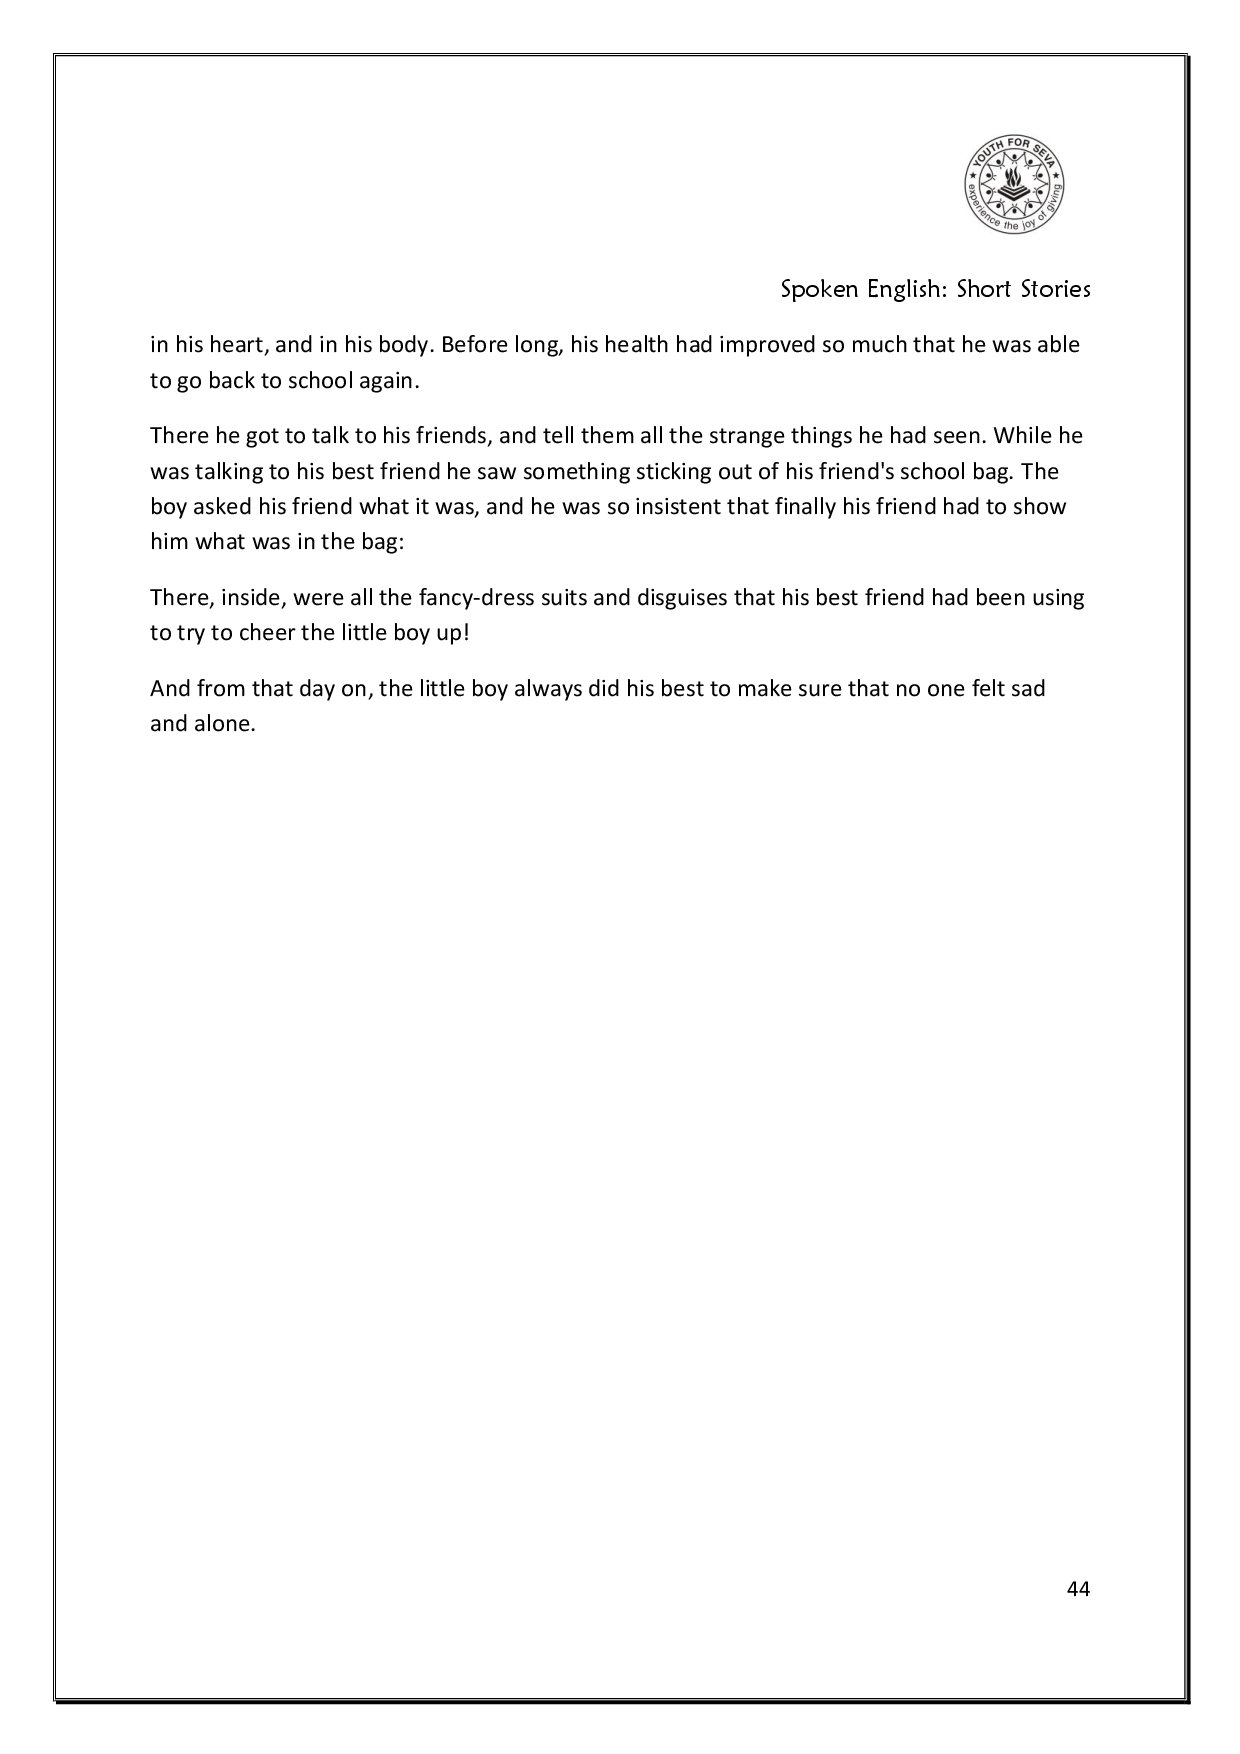 YOUTH FOR SEVA
experience the joy of giving
Spoken English: Short Stories
in his heart, and in his body. Before long, his health had improved so much that he was able
to go back to school again.
There he got to talk to his friends, and tell them all the strange things he had seen. While he
was talking to his best friend he saw something sticking out of his friend's school bag. The
boy asked his friend what it was, and he was so insistent that finally his friend had to show
him what was in the bag:
There, inside, were all the fancy-dress suits and disguises that his best friend had been using
to try to cheer the little boy up!
And from that day on, the little boy always did his best to make sure that no one felt sad
and alone.
44